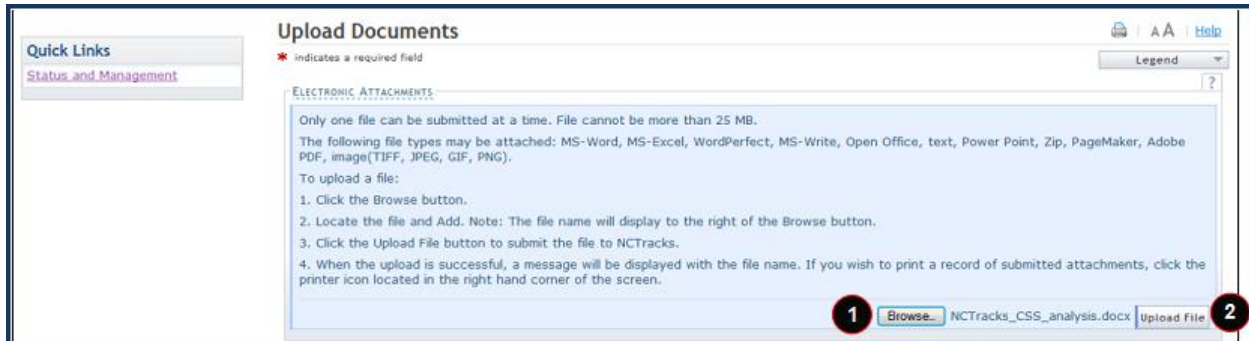 Upload Documents
AA | Help
Quick Links
* indicates a required field
Legend
Status and Management
?
ELECTRONIC ATTACHMENTS
Only one file can be submitted at a time. File cannot be more than 25 MB.
The following file types may be attached: MS-Word, MS-Excel, WordPerfect, MS-Write, Open Office, text, Power Point, Zip, PageMaker, Adobe
PDF, image(TIFF, JPEG, GIF, PNG).
To upload a file:
1. Click the Browse button.
2. Locate the file and Add. Note: The file name will display to the right of the Browse button.
3. Click the Upload File button to submit the file to NCTracks.
4. When the upload is successful, a message will be displayed with the file name. If you wish to print a record of submitted attachments, click the
printer icon located in the right hand corner of the screen.
1 Browse... NCTracks_CSS_analysis.docx Upload File 2